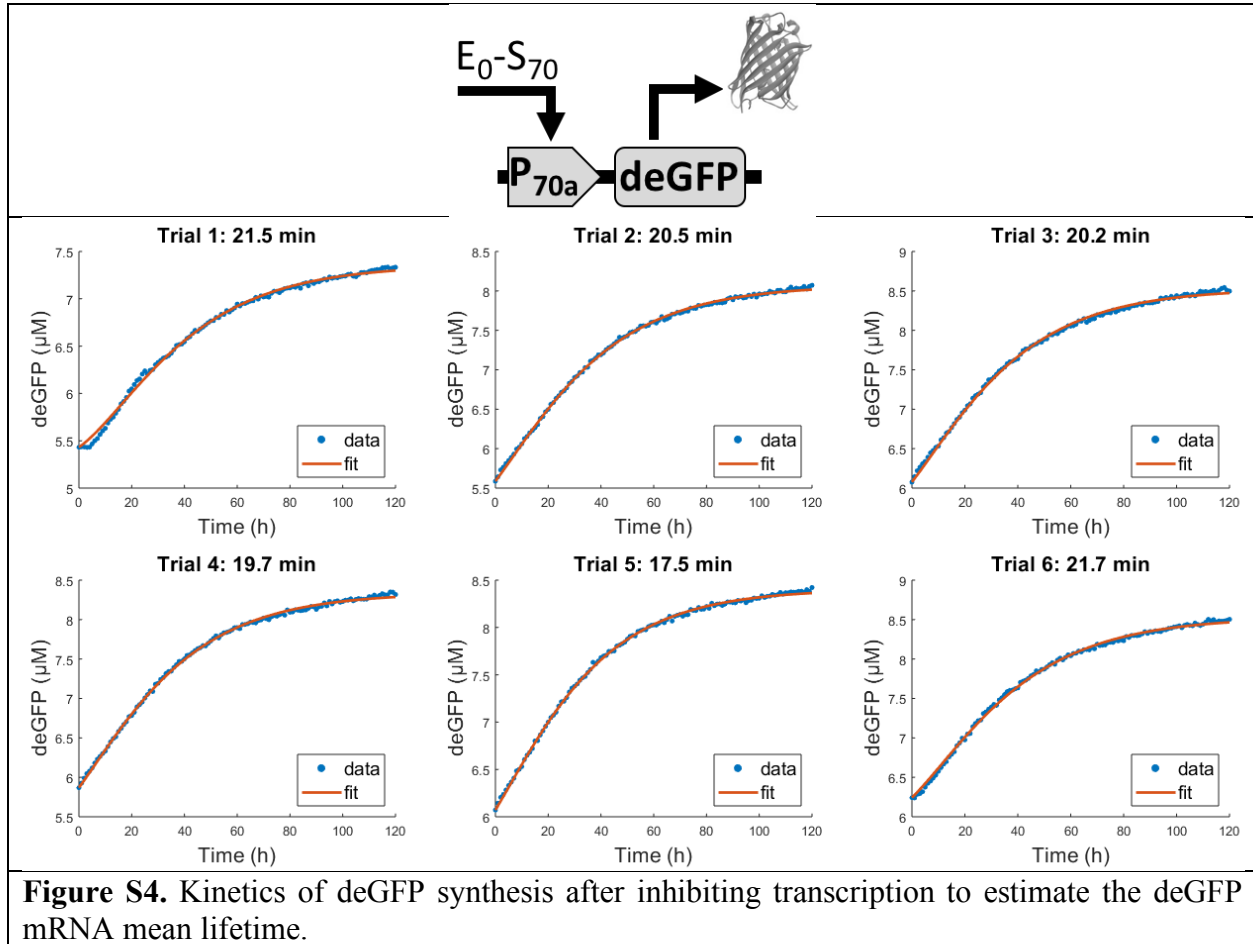 E0-S70
P70a
deGFP
Trial 1: 21.5 min
7.5
7
6.5
6
5.5
5
deGFP (µM)
0 20 40 60 80 100 120
Time (h)
data
fit
Trial 2: 20.5 min
8.5
8
7.5
7
6.5
6
5.5
deGFP (µM)
0 20 40 60 80 100 120
Time (h)
data
fit
Trial 3: 20.2 min
9
8.5
8
7.5
7
6.5
6
deGFP (µM)
0 20 40 60 80 100 120
Time (h)
data
fit
Trial 4: 19.7 min
8.5
8
7.5
7
6.5
6
5.5
deGFP (µM)
0 20 40 60 80 100 120
Time (h)
data
fit
Trial 5: 17.5 min
8.5
8
7.5
7
6.5
6
deGFP (µM)
0 20 40 60 80 100 120
Time (h)
data
fit
Trial 6: 21.7 min
9
8.5
8
7.5
7
6.5
6
deGFP (µM)
0 20 40 60 80 100 120
Time (h)
data
fit
Figure S4. Kinetics of deGFP synthesis after inhibiting transcription to estimate the deGFP
mRNA mean lifetime.